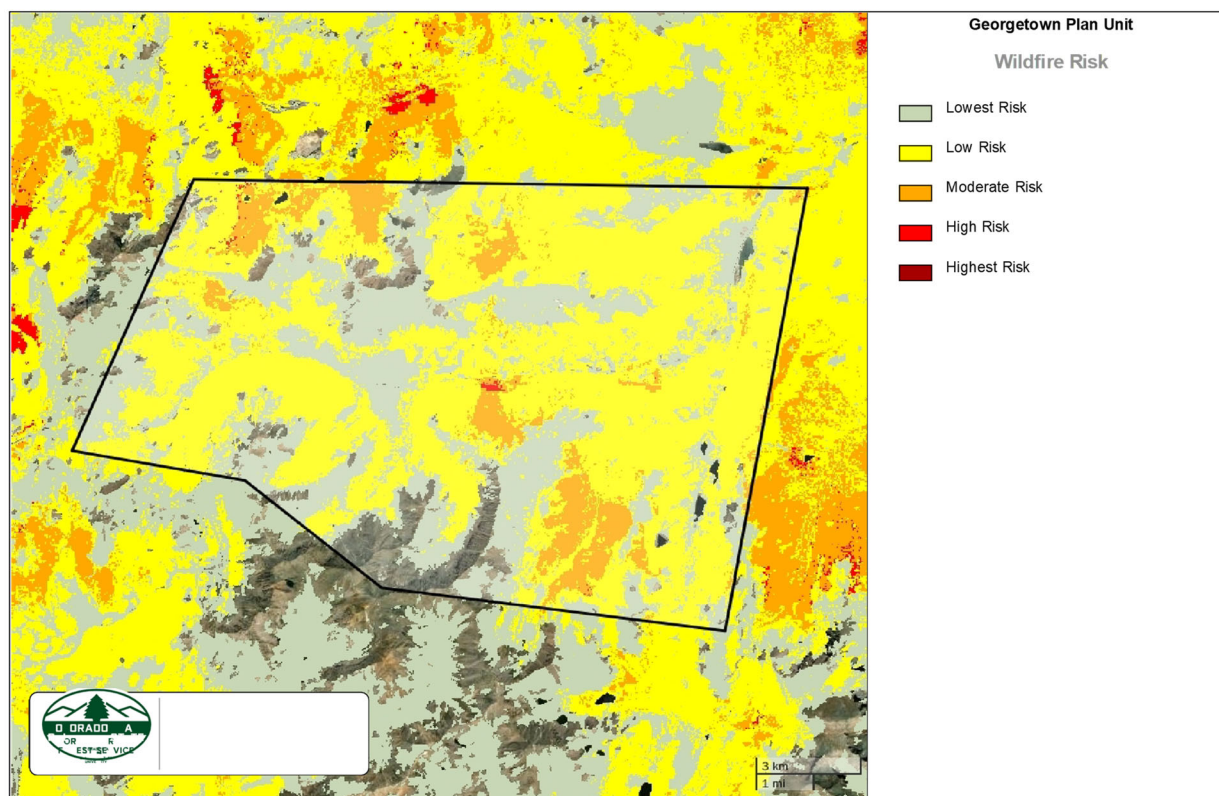 Georgetown Plan Unit
Wildfire Risk
Lowest Risk
Low Risk
Moderate Risk
High Risk
Highest Risk
3 km
1 mi